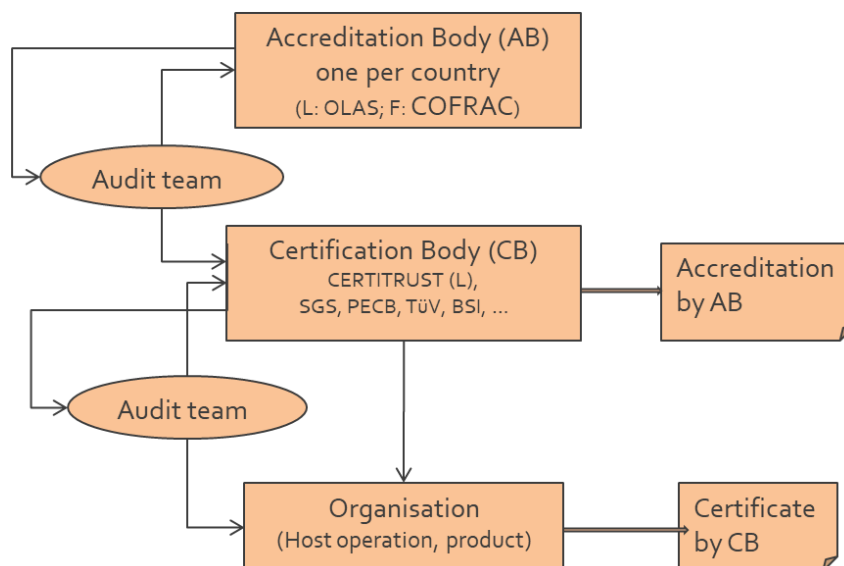 Accreditation Body (AB)
one per country
(L: OLAS; F: COFRAC)
Audit team
Certification Body (CB)
CERTITRUST (L),
SGS, PECB, TüV, BSI, ...
Accreditation
by AB
Audit team
Organisation
(Host operation, product)
Certificate
by CB